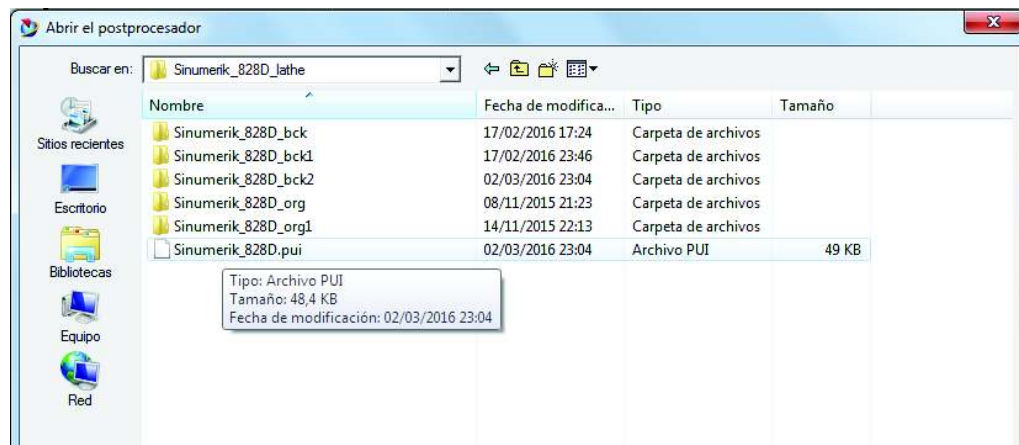 Abrir el postprocesador
Buscar en: Sinumerik_828D_lathe
Nombre Fecha de modifica... Tipo Tamaño
Sinumerik_828D_bck 17/02/2016 17:24 Carpeta de archivos
Sinumerik_828D_bck1 17/02/2016 23:46 Carpeta de archivos
Sinumerik_828D_bck2 02/03/2016 23:04 Carpeta de archivos
Sinumerik_828D_org 08/11/2015 21:23 Carpeta de archivos
Sinumerik_828D_org1 14/11/2015 22:13 Carpeta de archivos
Sinumerik_828D.pui 02/03/2016 23:04 Archivo PUI 49 KB
Tipo: Archivo PUI
Tamaño: 48,4 KB
Fecha de modificación: 02/03/2016 23:04
Sitios recientes
Escritorio
Bibliotecas
Equipo
Red